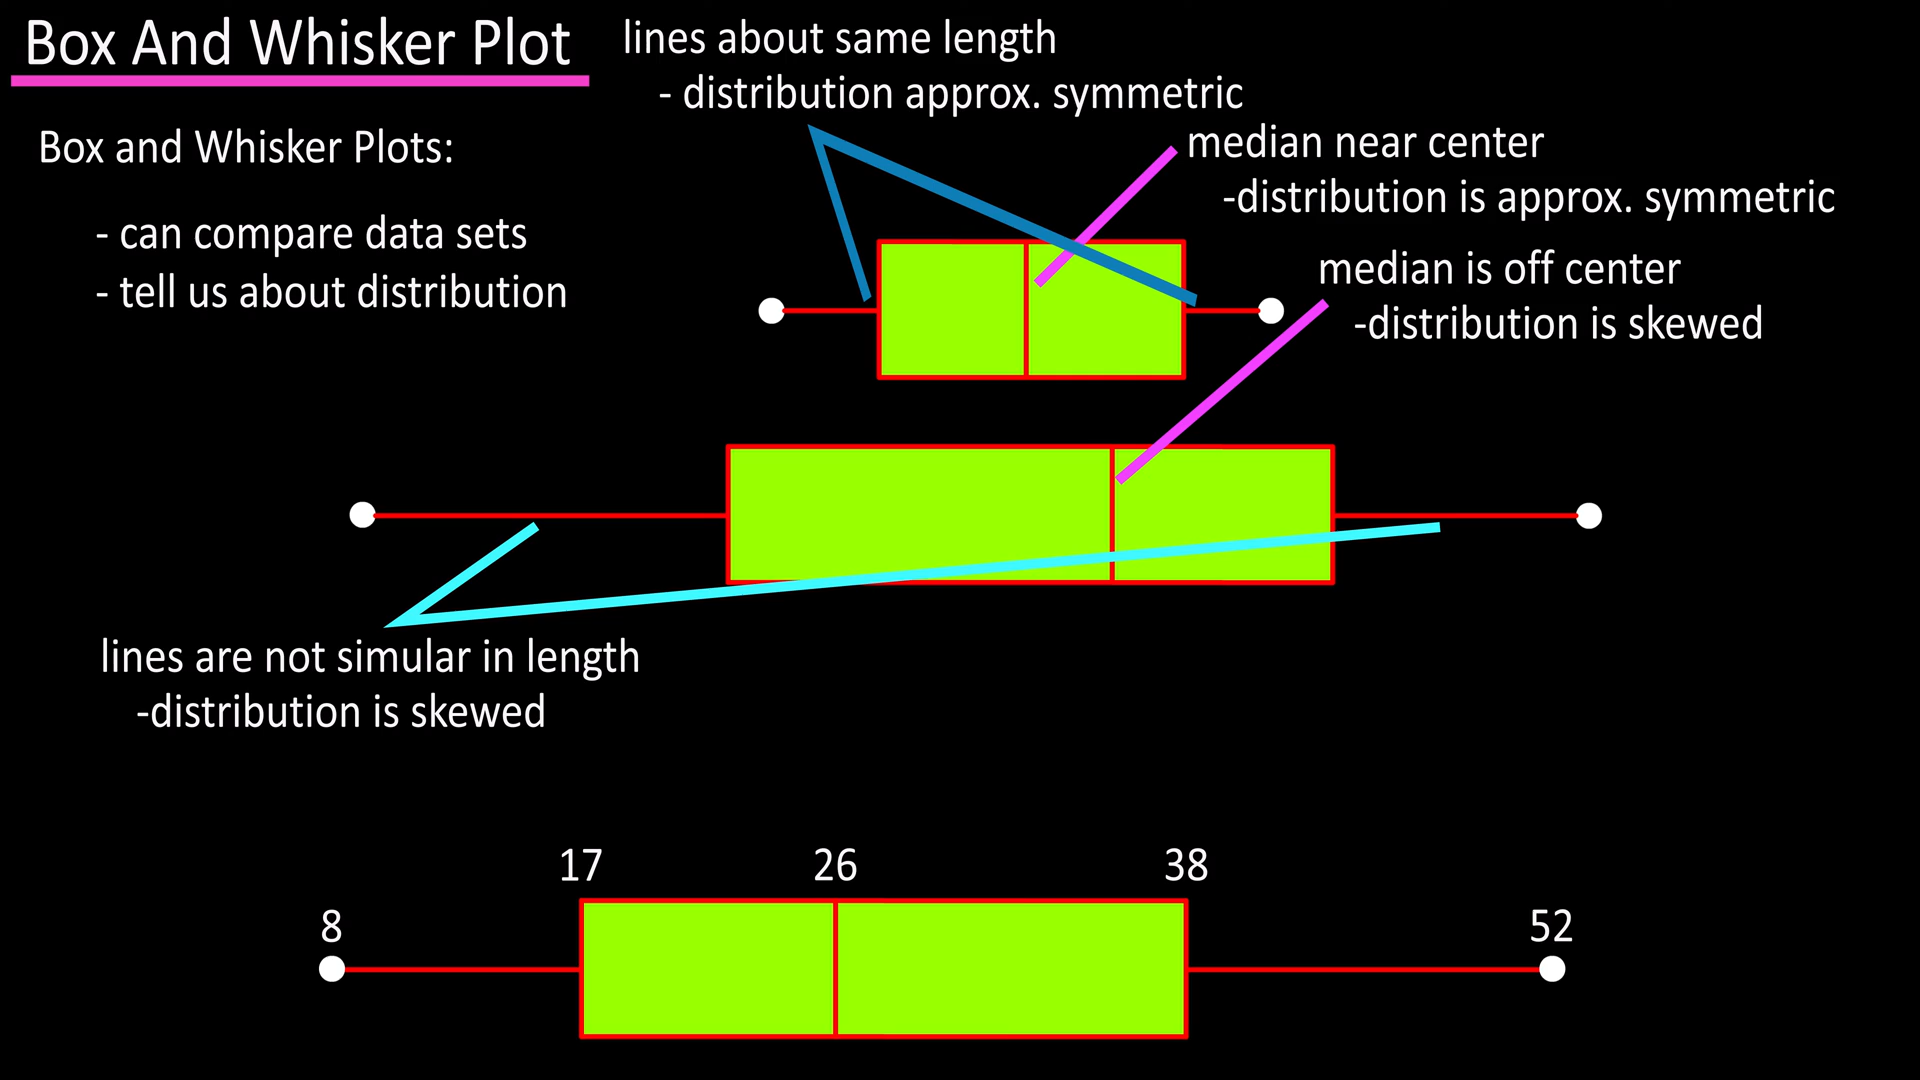 Box And Whisker Plot
Box and Whisker Plots:
- can compare data sets
- tell us about distribution
lines about same length
- distribution approx. symmetric
median near center
-distribution is approx. symmetric
median is off center
-distribution is skewed
lines are not simular in length
-distribution is skewed
8
17
26
38
52